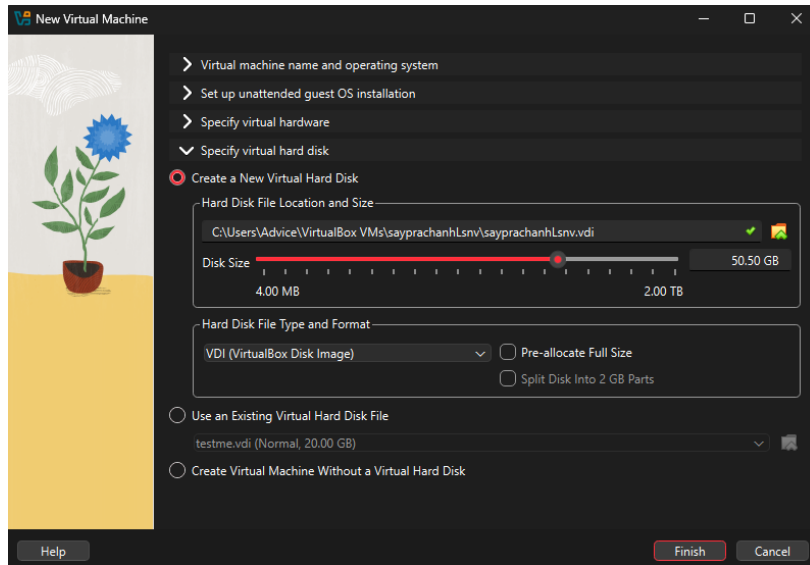 New Virtual Machine
Virtual machine name and operating system
Set up unattended guest OS installation
Specify virtual hardware
Specify virtual hard disk
Create a New Virtual Hard Disk
Hard Disk File Location and Size
C:\Users\Advice\VirtualBox VMs\sayprachanhLsnv\sayprachanhLsnv.vdi
Disk Size
50.50 GB
4.00 MB
2.00 TB
Hard Disk File Type and Format
VDI (VirtualBox Disk Image)
Pre-allocate Full Size
Split Disk Into 2 GB Parts
Use an Existing Virtual Hard Disk File
testme.vdi (Normal, 20.00 GB)
Create Virtual Machine Without a Virtual Hard Disk
Help
Finish
Cancel